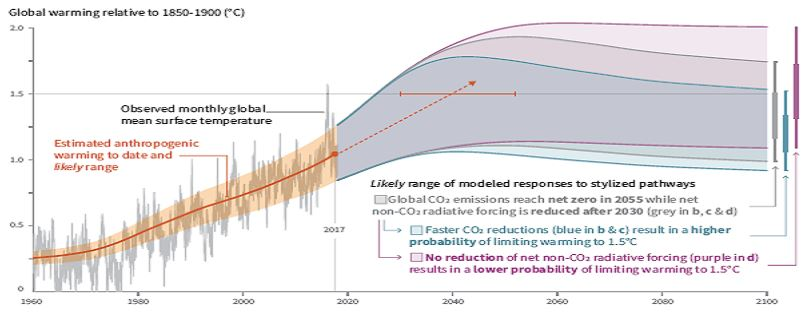 Global warming relative to 1850-1900 (°C)
2.0
1.5
1.0
0.5
0
Observed monthly global
mean surface temperature
Estimated anthropogenic
warming to date and
likely range
2017
Likely range of modeled responses to stylized pathways
Global CO₂ emissions reach net zero in 2055 while net
non-CO₂ radiative forcing is reduced after 2030 (grey in b, c & d)
Faster CO₂ reductions (blue in b & c) result in a higher
probability of limiting warming to 1.5°C
No reduction of net non-CO₂ radiative forcing (purple in d)
results in a lower probability of limiting warming to 1.5°C
1960 1980 2000 2020 2040 2060 2080 2100